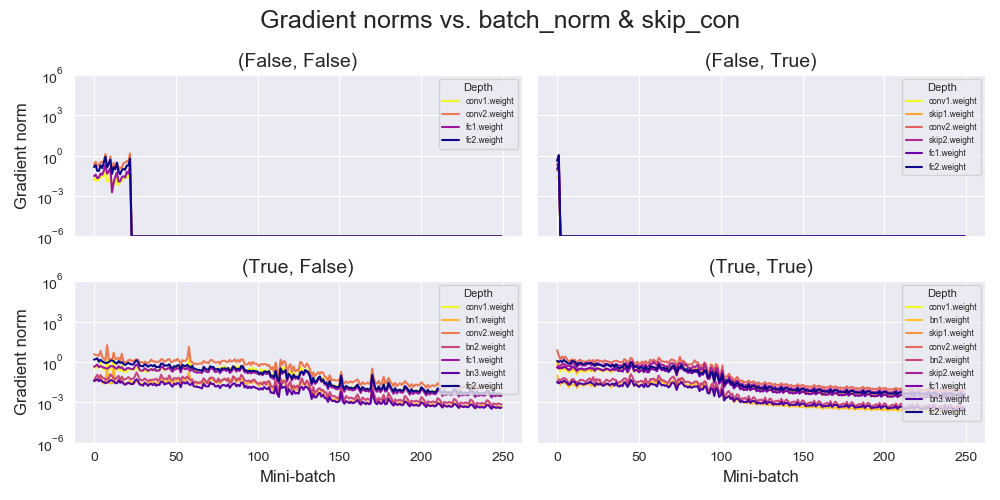 Gradient norms vs. batch_norm & skip_con
(False, False)
Gradient norm
10^6
10^3
10^0
10^−3
10^−6
Depth
conv1.weight
conv2.weight
fc1.weight
fc2.weight
(False, True)
Depth
conv1.weight
skip1.weight
conv2.weight
skip2.weight
fc1.weight
fc2.weight
(True, False)
Gradient norm
10^6
10^3
10^0
10^−3
10^−6
Depth
conv1.weight
bn1.weight
conv2.weight
bn2.weight
fc1.weight
bn3.weight
fc2.weight
0 50 100 150 200 250
Mini-batch
(True, True)
Depth
conv1.weight
bn1.weight
skip1.weight
conv2.weight
bn2.weight
skip2.weight
fc1.weight
bn3.weight
fc2.weight
0 50 100 150 200 250
Mini-batch